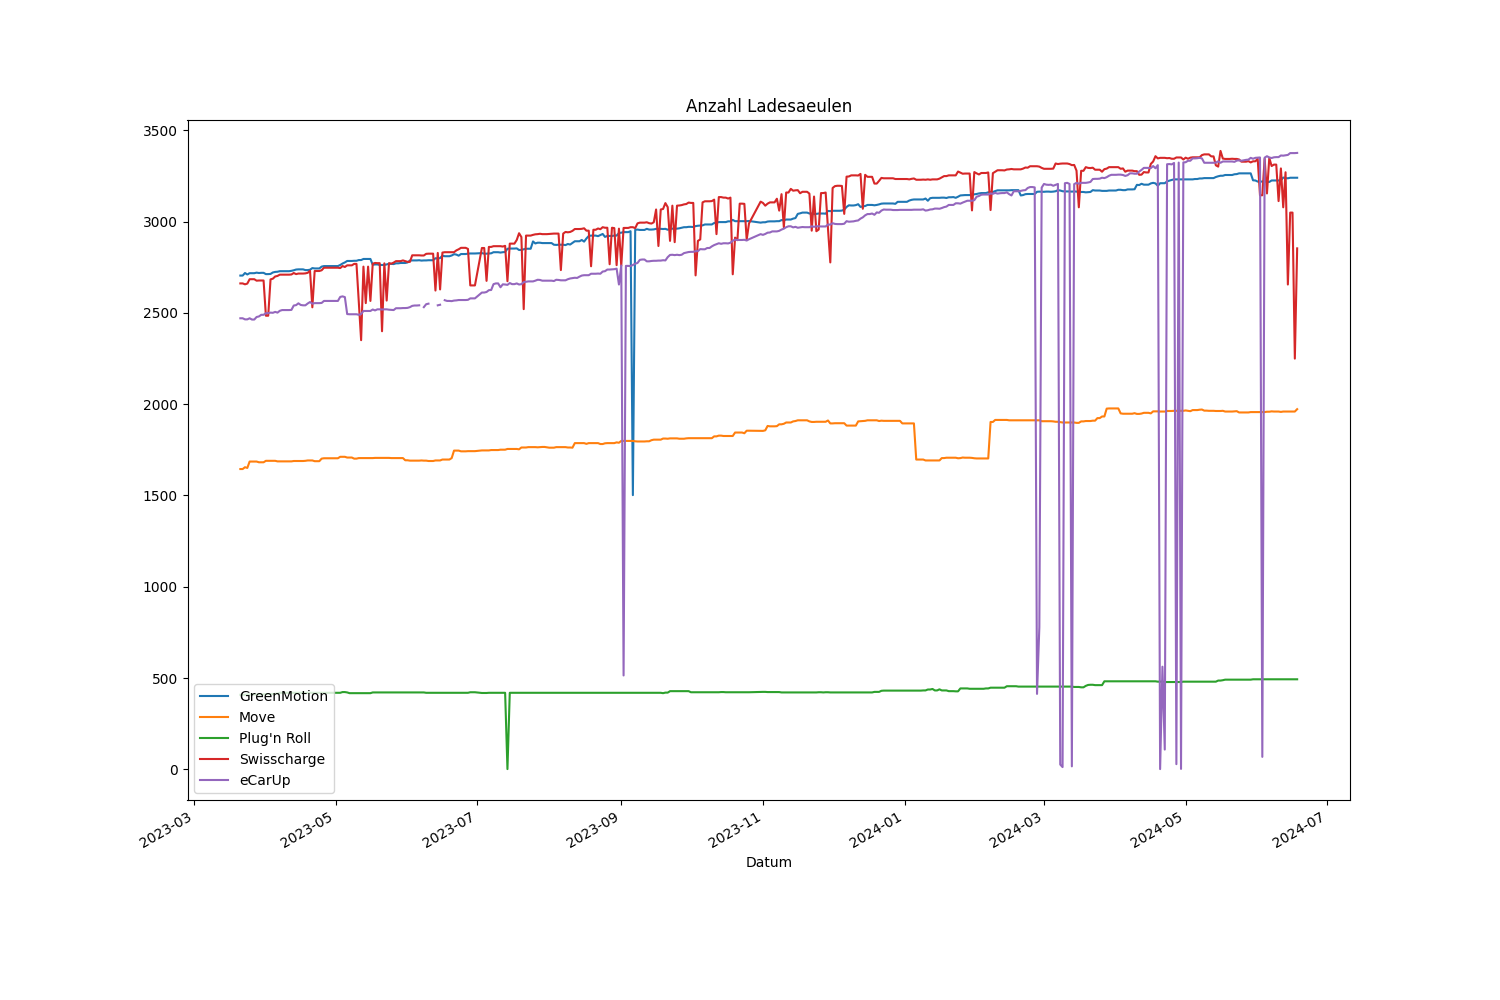 Anzahl Ladesaeulen
3500
3000
2500
2000
1500
1000
500
0
GreenMotion
Move
Plug'n Roll
Swisscharge
eCarUp
2023-03
2023-05
2023-07
2023-09
2023-11
2024-01
2024-03
2024-05
2024-07
Datum